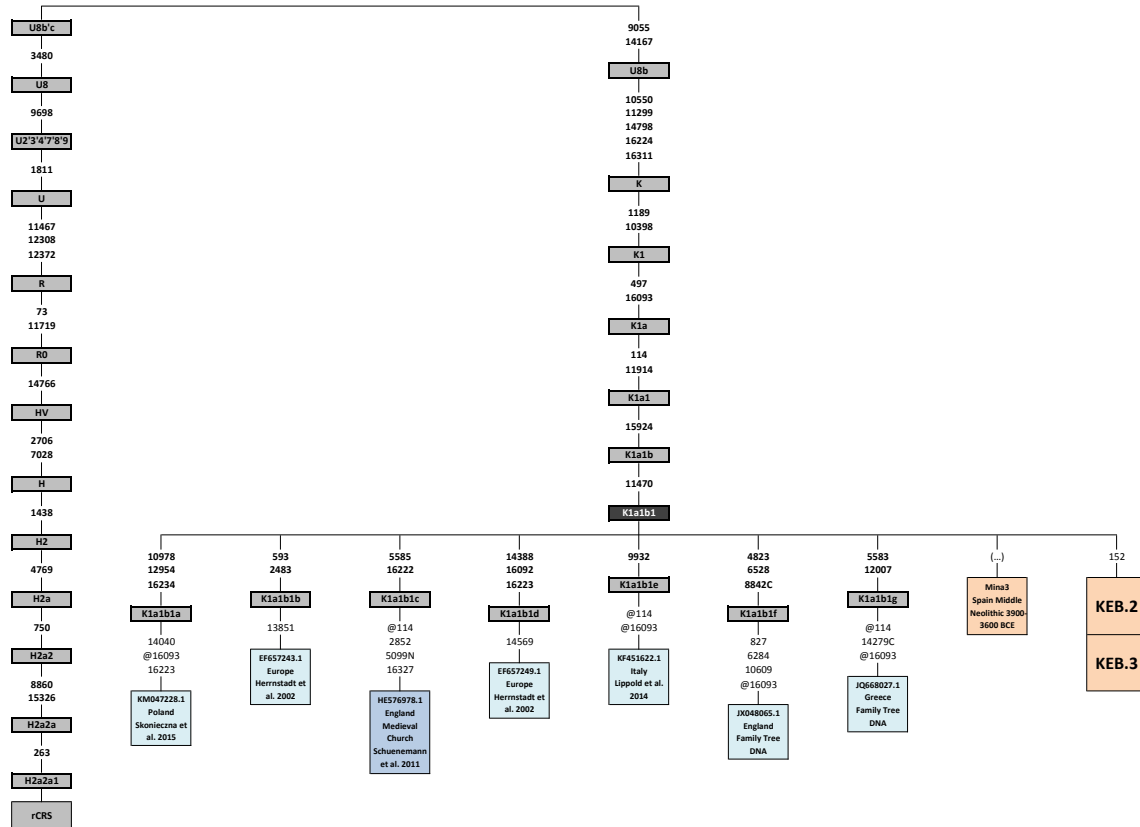 U8b'c
3480
U8
9698
U2'3'4'7'8'9
1811
U
11467
12308
12372
R
73
11719
R0
14766
HV
2706
7028
H
1438
H2
4769
H2a
750
H2a2
8860
15326
H2a2a
263
H2a2a1
rCRS
9055
14167
U8b
10550
11299
14798
16224
16311
K
1189
10398
K1
497
16093
K1a
114
11914
K1a1
15924
K1a1b
11470
K1a1b1
10978
12954
16234
K1a1b1a
14040
@16093
16223
KM047228.1
Poland
Skonieczna et
al. 2015
593
2483
K1a1b1b
13851
EF657243.1
Europe
Herrnstadt et
al. 2002
5585
16222
K1a1b1c
@114
2852
5099N
16327
HE576978.1
England
Medieval
Church
Schuenemann
et al. 2011
14388
16092
16223
K1a1b1d
14569
EF657249.1
Europe
Herrnstadt et
al. 2002
9932
K1a1b1e
@114
@16093
KF451622.1
Italy
Lippold et al.
2014
4823
6528
8842C
K1a1b1f
827
6284
10609
@16093
JX048065.1
England
Family Tree
DNA
5583
12007
K1a1b1g
@114
14279C
@16093
JQ668027.1
Greece
Family Tree
DNA
(...)
Mina3
Spain Middle
Neolithic 3900-
3600 BCE
152
KEB.2
KEB.3